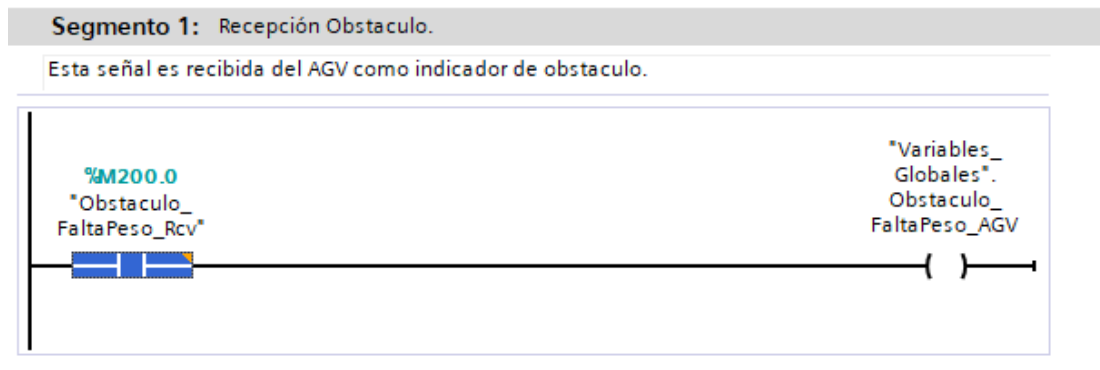 Segmento 1: Recepción Obstaculo.
Esta señal es recibida del AGV como indicador de obstaculo.
%M200.0
"Obstaculo_
FaltaPeso_Rcv"
"Variables_
Globales".
Obstaculo_
FaltaPeso_AGV